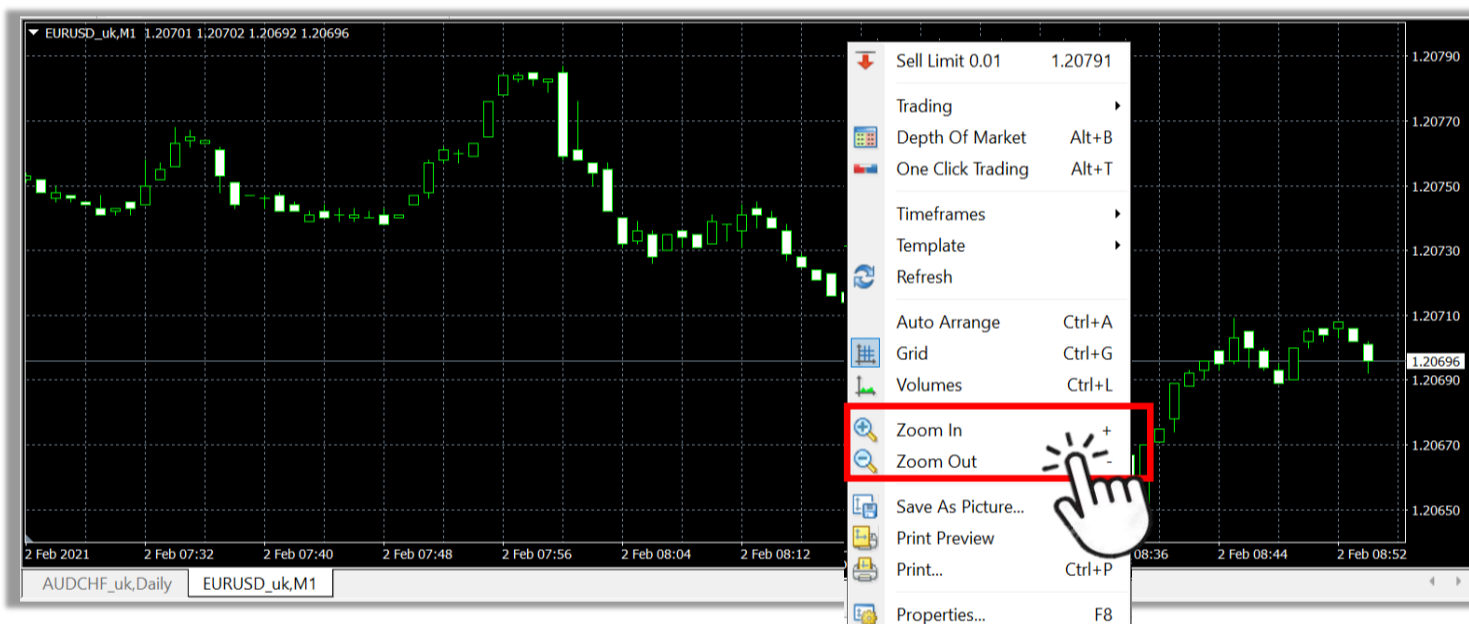 EURUSD_uk,M1 1.20701 1.20702 1.20692 1.20696
1.20790
1.20770
1.20750
1.20730
1.20710
1.20696
1.20690
1.20670
1.20650
Sell Limit 0.01 1.20791
Trading
Depth Of Market Alt+B
One Click Trading Alt+T
Timeframes
Template
Refresh
Auto Arrange Ctrl+A
Grid Ctrl+G
Volumes Ctrl+L
Zoom In +
Zoom Out -
Save As Picture...
Print Preview
Print... Ctrl+P
Properties... F8
2 Feb 2021 2 Feb 07:32 2 Feb 07:40 2 Feb 07:48 2 Feb 07:56 2 Feb 08:04 2 Feb 08:12 08:36 2 Feb 08:44 2 Feb 08:52
AUDCHF_uk,Daily EURUSD_uk,M1